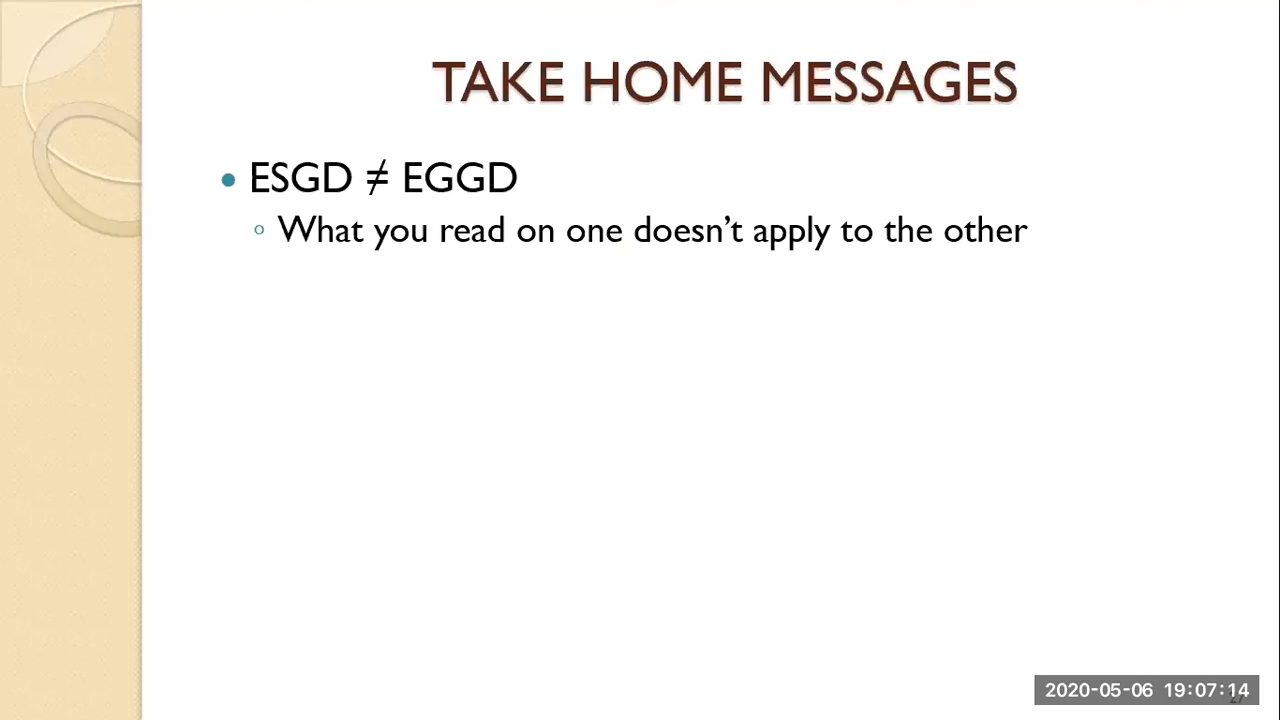 TAKE HOME MESSAGES
• ESGD ≠ EGGD
◦ What you read on one doesn’t apply to the other
2020-05-06 19:07:14